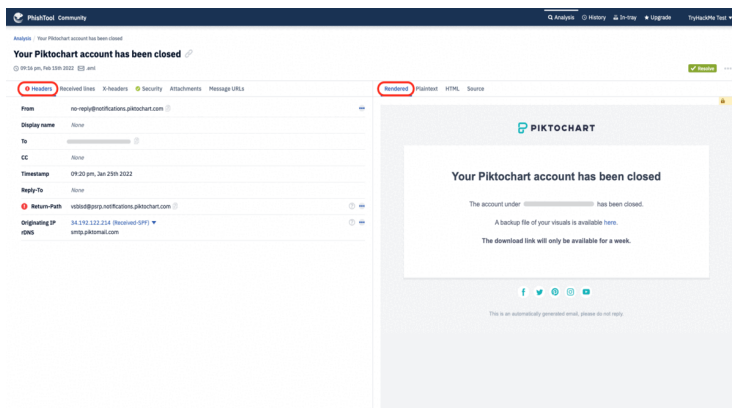 PhishTool Community
Analysis History In-tray Upgrade TryHackMe Test
Analysis / Your Piktochart account has been closed
Your Piktochart account has been closed
09:16 pm, Feb 15th 2022 .eml
Resolve
Headers Received lines X-headers Security Attachments Message URLs
From no-reply@notifications.piktochart.com
Display name None
To
CC None
Timestamp 09:20 pm, Jan 25th 2022
Reply-To None
Return-Path vsblsd@psrp.notifications.piktochart.com
Originating IP 34.192.122.214 (Received-SPF)
rDNS smtp.piktomail.com
Rendered Plaintext HTML Source
PIKTOCHART
Your Piktochart account has been closed
The account under has been closed.
A backup file of your visuals is available here.
The download link will only be available for a week.
This is an automatically generated email, please do not reply.